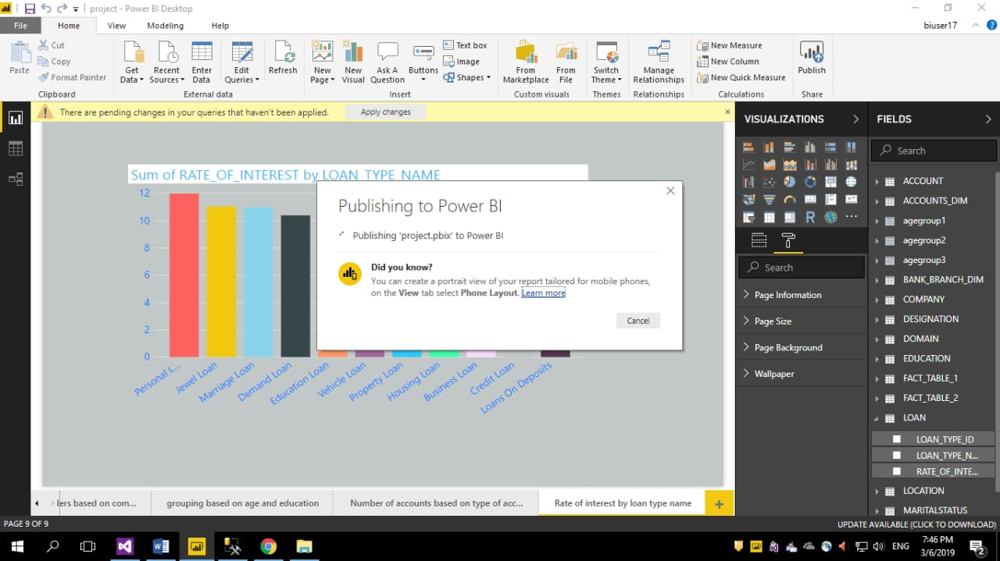 project - Power BI Desktop
File
Home
View
Modeling
Help
biuser17
Paste
Cut
Copy
Format Painter
Clipboard
Get Data
Recent Sources
Enter Data
Edit Queries
Refresh
External data
New Page
New Visual
Ask A Question
Buttons
Text box
Image
Shapes
Insert
From Marketplace
From File
Custom visuals
Switch Theme
Themes
Manage Relationships
Relationships
New Measure
New Column
New Quick Measure
Calculations
Publish
Share
There are pending changes in your queries that haven't been applied.
Apply changes
Sum of RATE_OF_INTEREST by LOAN_TYPE_NAME
12
10
8
6
4
2
0
Personal L...
Jewel Loan
Marriage Loan
Demand Loan
Education Loan
Vehicle Loan
Property Loan
Housing Loan
Business Loan
Credit Loan
Loans On Deposits
Publishing to Power BI
Publishing 'project.pbix' to Power BI
Did you know?
You can create a portrait view of your report tailored for mobile phones,
on the View tab select Phone Layout. Learn more
Cancel
VISUALIZATIONS
R
Search
Page Information
Page Size
Page Background
Wallpaper
FIELDS
Search
ACCOUNT
ACCOUNTS_DIM
agegroup1
agegroup2
agegroup3
BANK_BRANCH_DIM
COMPANY
DESIGNATION
DOMAIN
EDUCATION
FACT_TABLE_1
FACT_TABLE_2
LOAN
LOAN_TYPE_ID
LOAN_TYPE_N...
RATE_OF_INTE...
LOCATION
MARITALSTATUS
lers based on com...
grouping based on age and education
Number of accounts based on type of acc...
Rate of interest by loan type name
PAGE 9 OF 9
UPDATE AVAILABLE (CLICK TO DOWNLOAD)
ENG
7:46 PM
3/6/2019
2